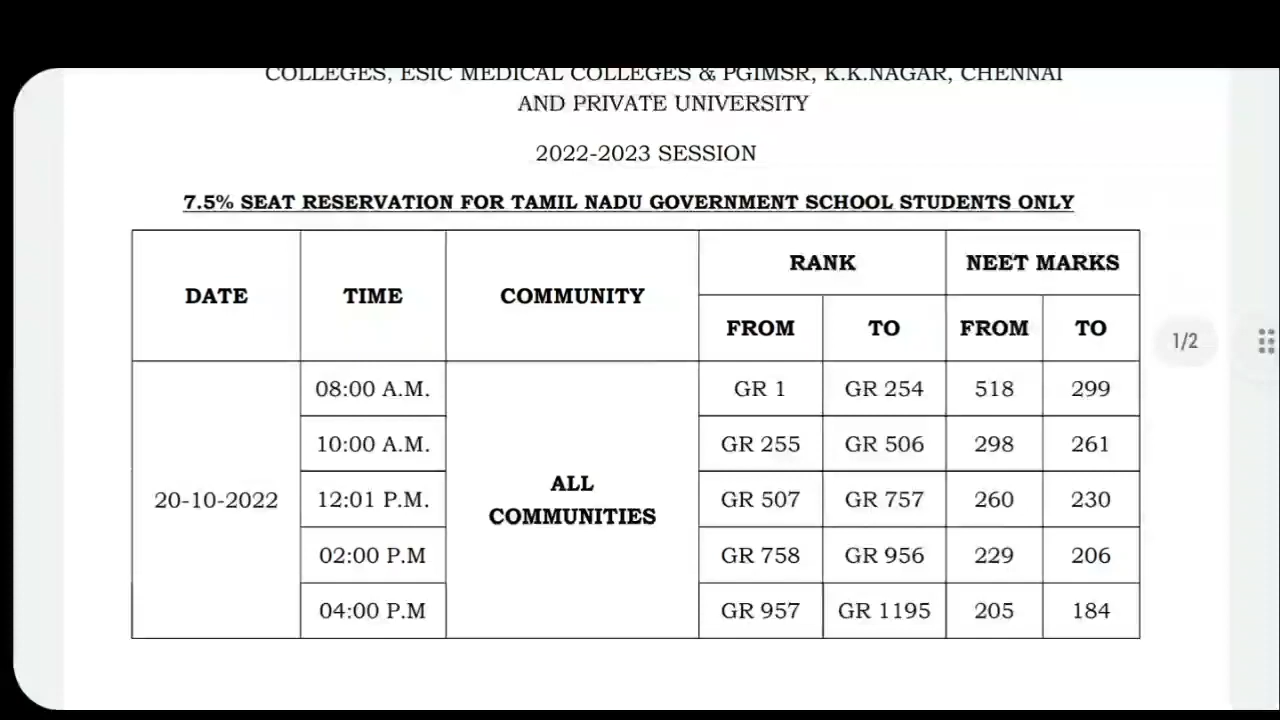 COLLEGES, ESIC MEDICAL COLLEGES & PGIMSR, K.K.NAGAR, CHENNAI
AND PRIVATE UNIVERSITY
2022-2023 SESSION
7.5% SEAT RESERVATION FOR TAMIL NADU GOVERNMENT SCHOOL STUDENTS ONLY
DATE TIME COMMUNITY RANK NEET MARKS
FROM TO FROM TO
08:00 A.M. GR 1 GR 254 518 299
10:00 A.M. GR 255 GR 506 298 261
20-10-2022 12:01 P.M. ALL COMMUNITIES GR 507 GR 757 260 230
02:00 P.M GR 758 GR 956 229 206
04:00 P.M GR 957 GR 1195 205 184
1/2